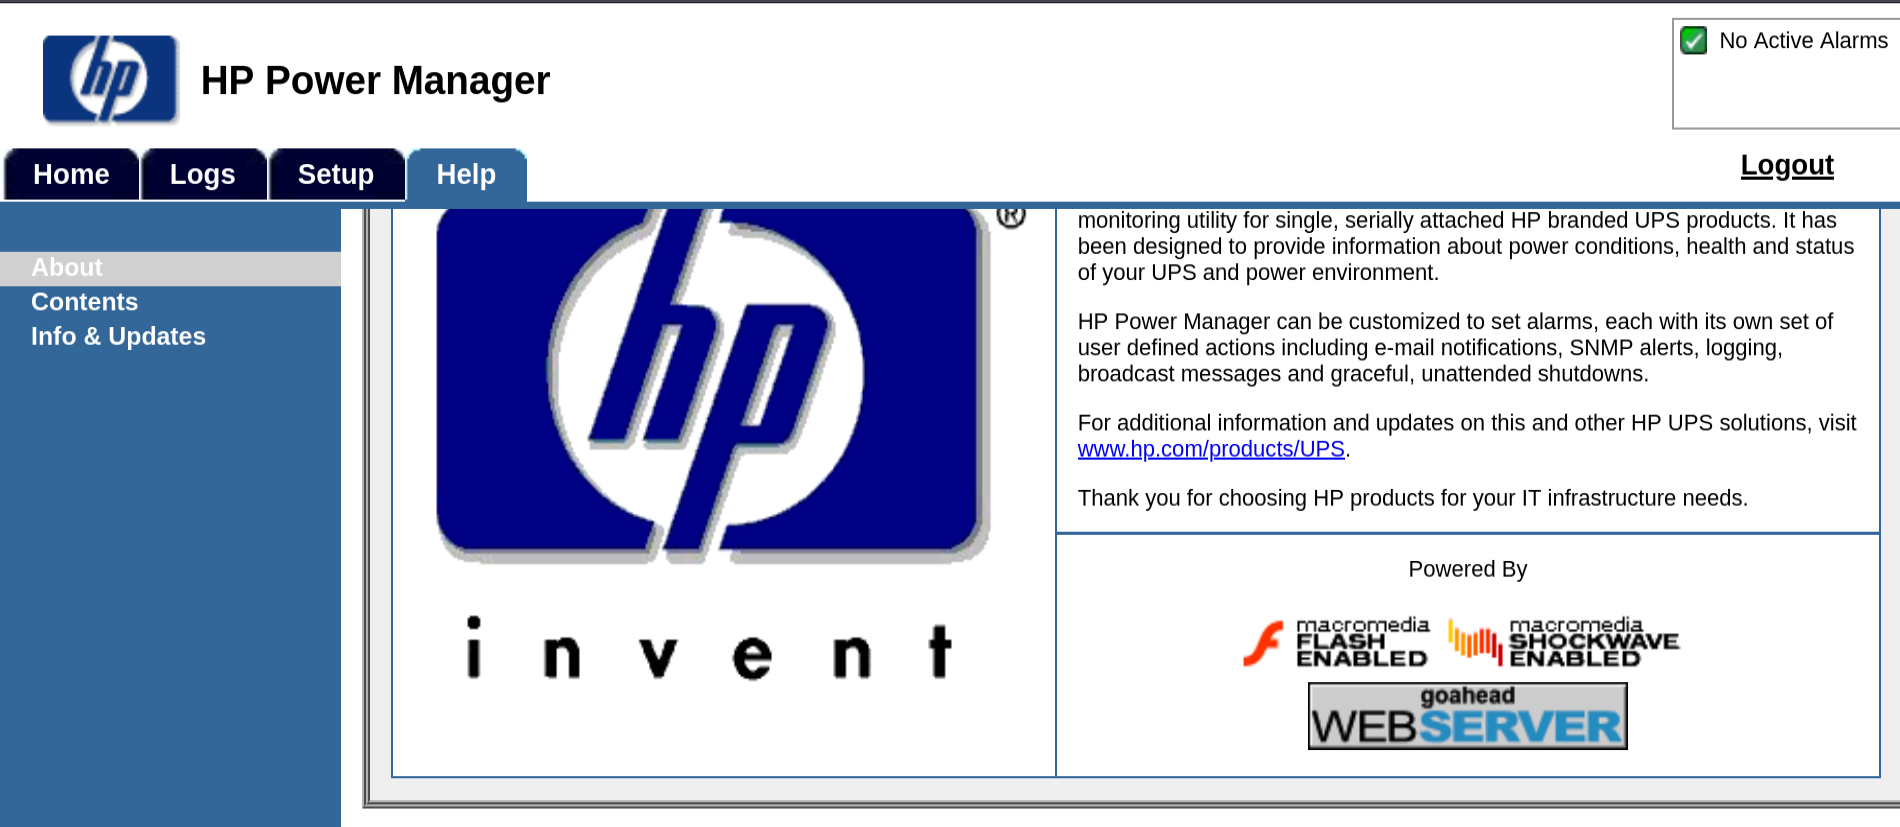 hp
HP Power Manager
No Active Alarms
Home
Logs
Setup
Help
Logout
About
Contents
Info & Updates
hp
®
invent
monitoring utility for single, serially attached HP branded UPS products. It has
been designed to provide information about power conditions, health and status
of your UPS and power environment.
HP Power Manager can be customized to set alarms, each with its own set of
user defined actions including e-mail notifications, SNMP alerts, logging,
broadcast messages and graceful, unattended shutdowns.
For additional information and updates on this and other HP UPS solutions, visit
www.hp.com/products/UPS.
Thank you for choosing HP products for your IT infrastructure needs.
Powered By
macromedia
FLASH
ENABLED
macromedia
SHOCKWAVE
ENABLED
goahead
WEBSERVER